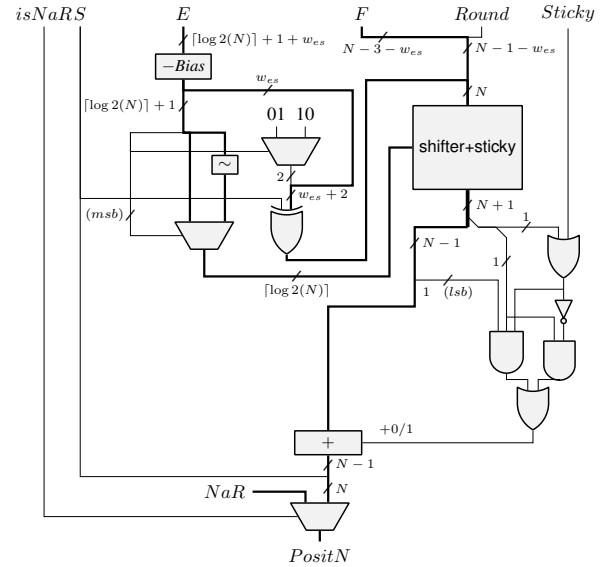 isNaR S E F Round Sticky
⌈log 2(N)⌉ + 1 + w_es
N − 3 − w_es
N − 1 − w_es
−Bias
w_es
N
⌈log 2(N)⌉ + 1
01 10
shifter+sticky
∼
2
w_es + 2
N + 1
(msb)
1
N − 1
1
⌈log 2(N)⌉
1
(lsb)
+0/1
+
N − 1
NaR
N
PositN